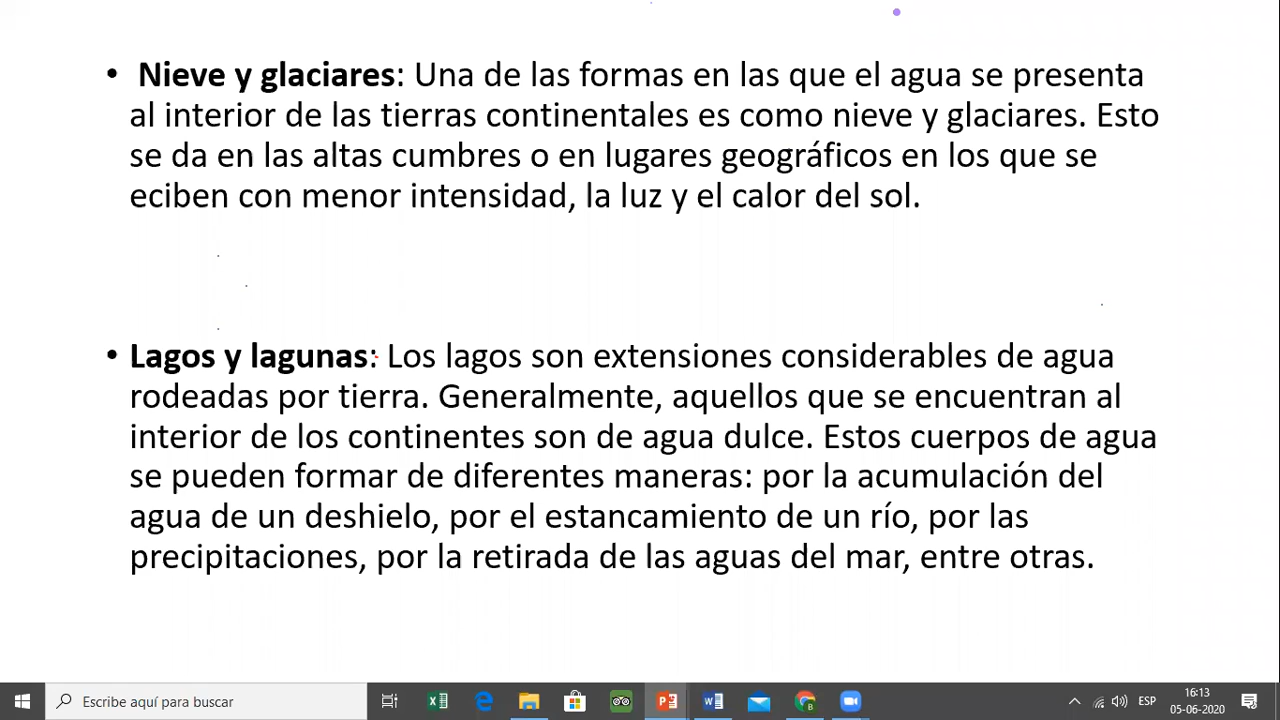 • Nieve y glaciares: Una de las formas en las que el agua se presenta
al interior de las tierras continentales es como nieve y glaciares. Esto
se da en las altas cumbres o en lugares geográficos en los que se
eciben con menor intensidad, la luz y el calor del sol.
• Lagos y lagunas: Los lagos son extensiones considerables de agua
rodeadas por tierra. Generalmente, aquellos que se encuentran al
interior de los continentes son de agua dulce. Estos cuerpos de agua
se pueden formar de diferentes maneras: por la acumulación del
agua de un deshielo, por el estancamiento de un río, por las
precipitaciones, por la retirada de las aguas del mar, entre otras.
Escribe aquí para buscar
ESP
16:13
05-06-2020